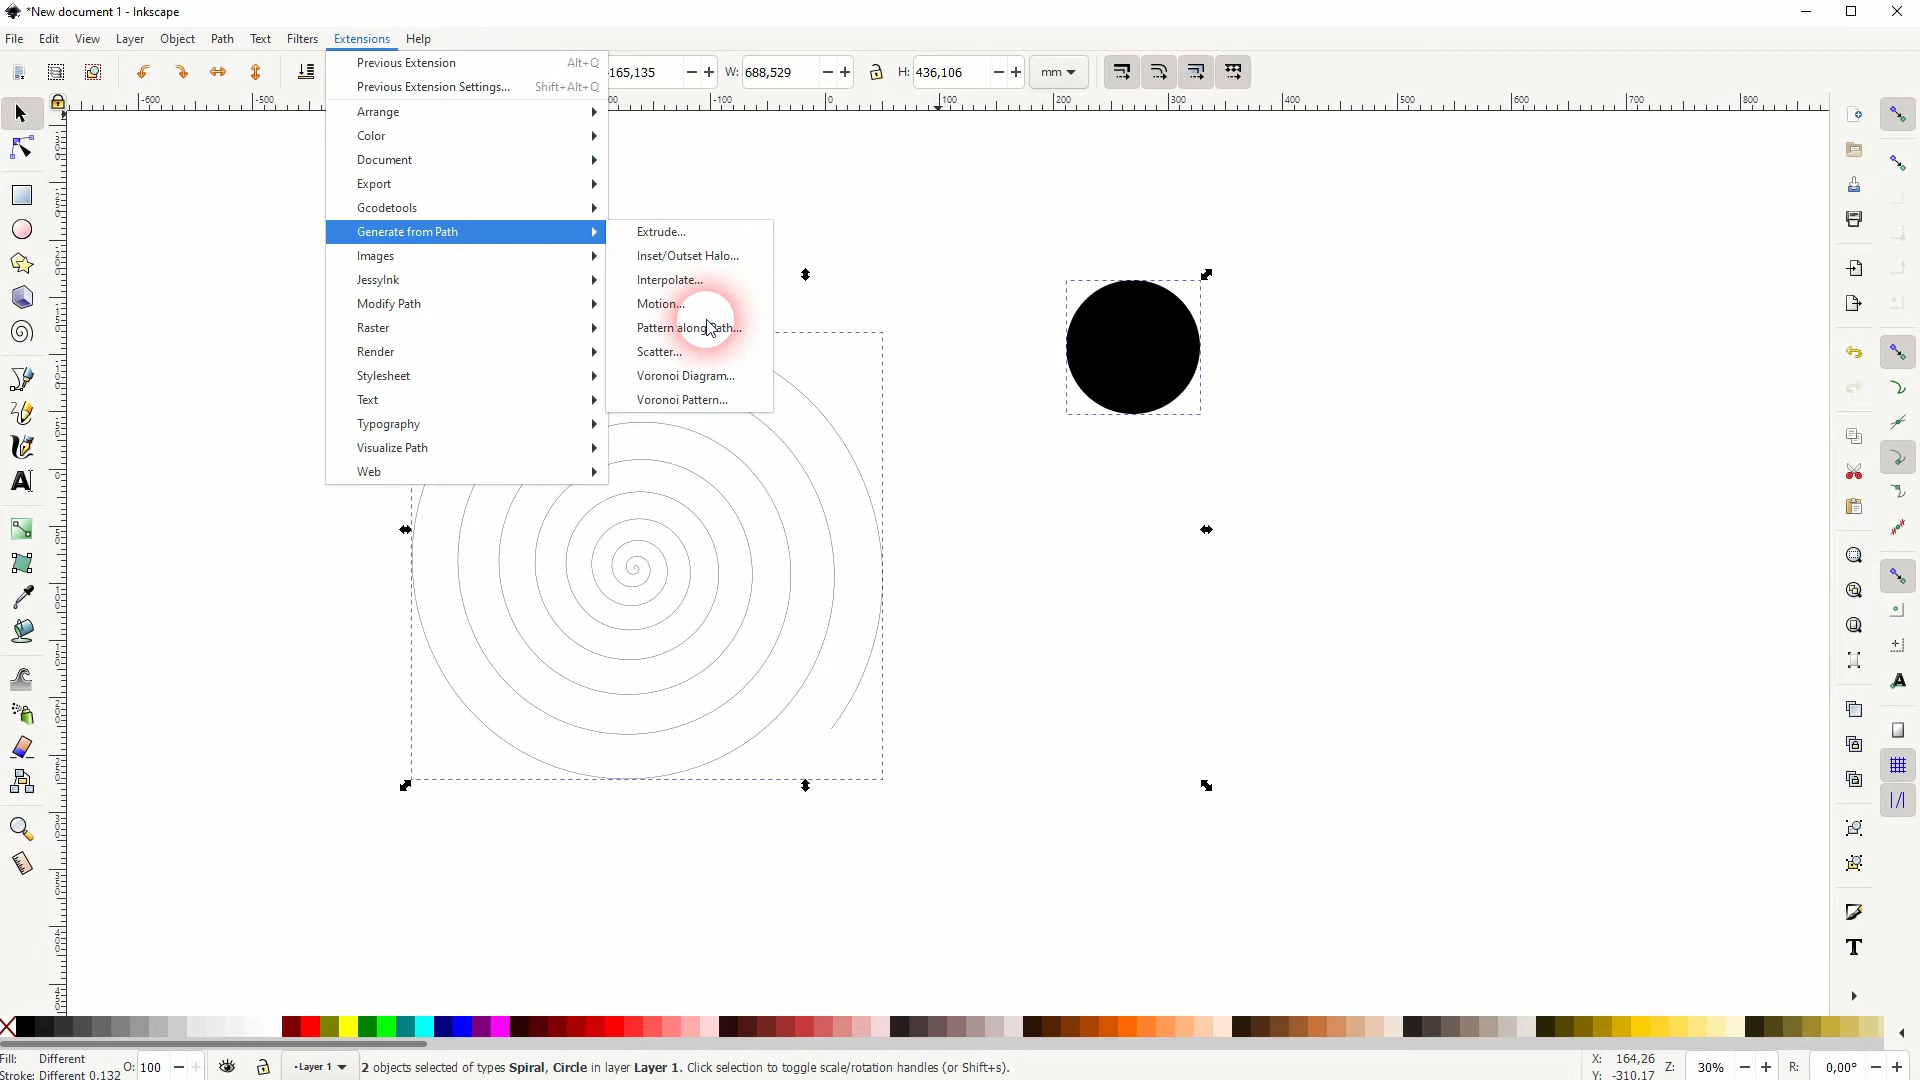 *New document 1 - Inkscape
File Edit View Layer Object Path Text Filters Extensions Help
165,135 W: 688,529 H: 436,106 mm
Previous Extension Alt+Q
Previous Extension Settings... Shift+Alt+Q
Arrange
Color
Document
Export
Gcodetools
Generate from Path
Images
JessyInk
Modify Path
Raster
Render
Stylesheet
Text
Typography
Visualize Path
Web
Extrude...
Inset/Outset Halo...
Interpolate...
Motion...
Pattern along Path...
Scatter...
Voronoi Diagram...
Voronoi Pattern...
-600 -500 -100 0 100 200 300 400 500 600 700 800
Fill: Different
Stroke: Different 0,132
O: 100
Layer 1
2 objects selected of types Spiral, Circle in layer Layer 1. Click selection to toggle scale/rotation handles (or Shift+s).
X: 164,26
Y: -310,17
Z: 30%
R: 0,00°